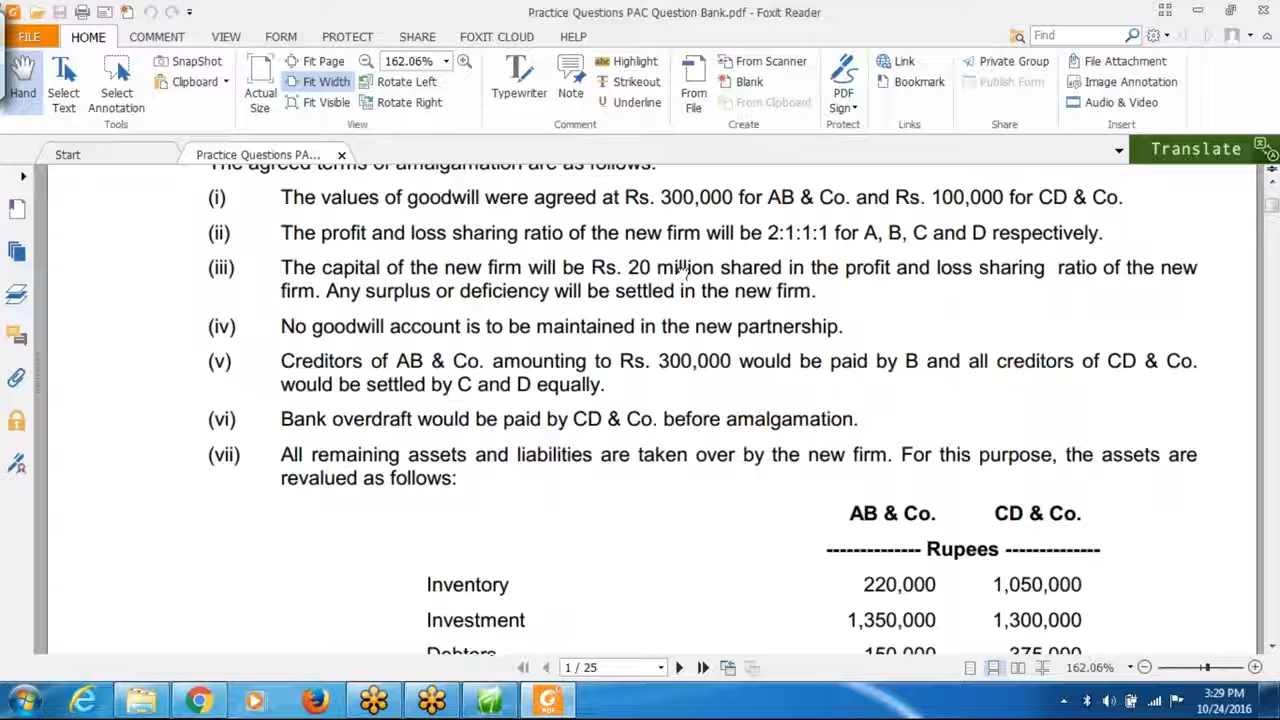 Practice Questions PAC Question Bank.pdf - Foxit Reader
FILE HOME COMMENT VIEW FORM PROTECT SHARE FOXIT CLOUD HELP Find
Hand Select Text Select Annotation SnapShot Clipboard Tools
Actual Size Fit Page Fit Width Fit Visible 162.06% Rotate Left Rotate Right View
Typewriter Note Highlight Strikeout Underline Comment
From File From Scanner Blank From Clipboard Create
PDF Sign Protect
Link Bookmark Links
Private Group Publish Form Share
File Attachment Image Annotation Audio & Video Insert
Start Practice Questions PA... Translate
The agreed terms of amalgamation are as follows:
(i) The values of goodwill were agreed at Rs. 300,000 for AB & Co. and Rs. 100,000 for CD & Co.
(ii) The profit and loss sharing ratio of the new firm will be 2:1:1:1 for A, B, C and D respectively.
(iii) The capital of the new firm will be Rs. 20 million shared in the profit and loss sharing ratio of the new
firm. Any surplus or deficiency will be settled in the new firm.
(iv) No goodwill account is to be maintained in the new partnership.
(v) Creditors of AB & Co. amounting to Rs. 300,000 would be paid by B and all creditors of CD & Co.
would be settled by C and D equally.
(vi) Bank overdraft would be paid by CD & Co. before amalgamation.
(vii) All remaining assets and liabilities are taken over by the new firm. For this purpose, the assets are
revalued as follows:
AB & Co. CD & Co.
-------------- Rupees --------------
Inventory 220,000 1,050,000
Investment 1,350,000 1,300,000
Debtors 150,000 375,000
1 / 25 162.06%
3:29 PM
10/24/2016